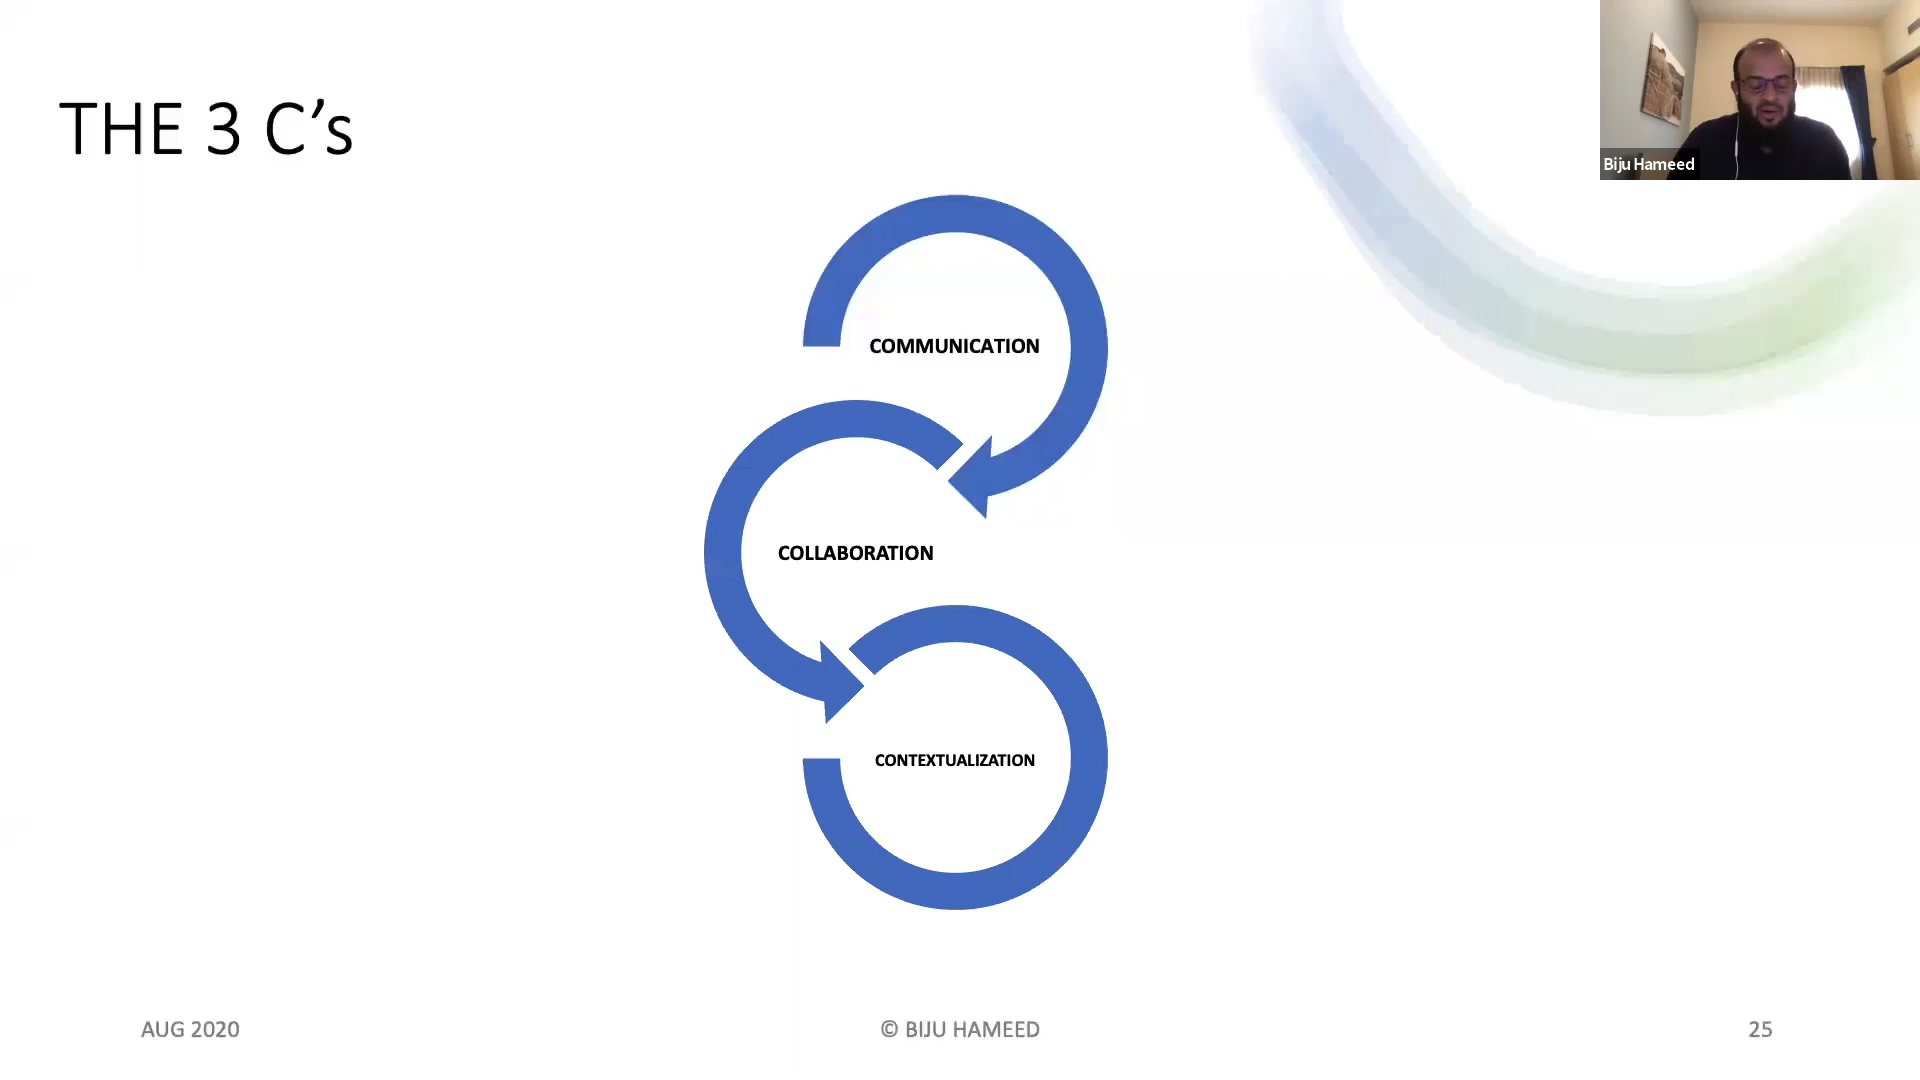 THE 3 C’s
Biju Hameed
COMMUNICATION
COLLABORATION
CONTEXTUALIZATION
AUG 2020
© BIJU HAMEED
25